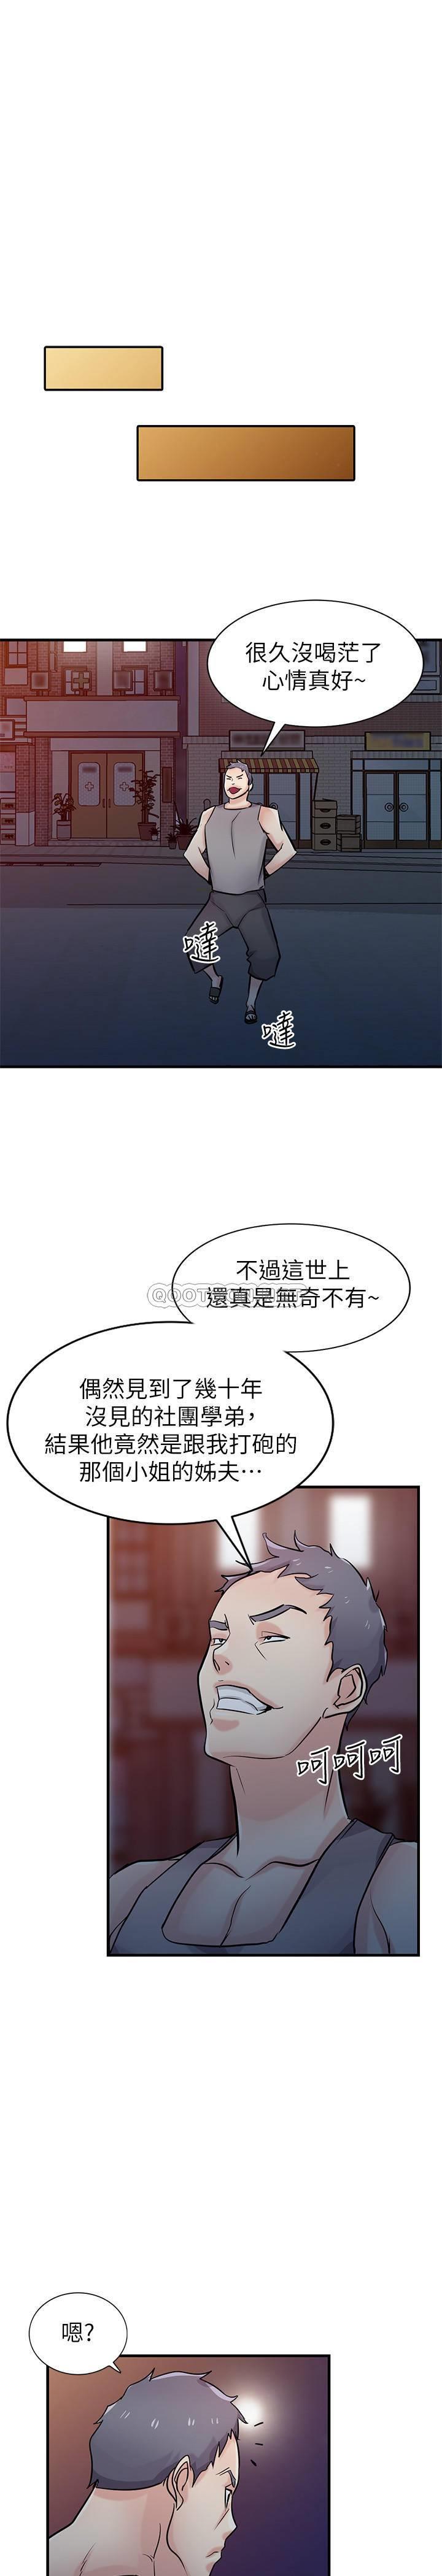 很久沒喝茫了
心情真好~
噠
噠
不過這世上
還真是無奇不有~
偶然見到了幾十年
沒見的社團學弟,
結果他竟然是跟我打砲的
那個小姐的姊夫…
呵呵呵
嗯?